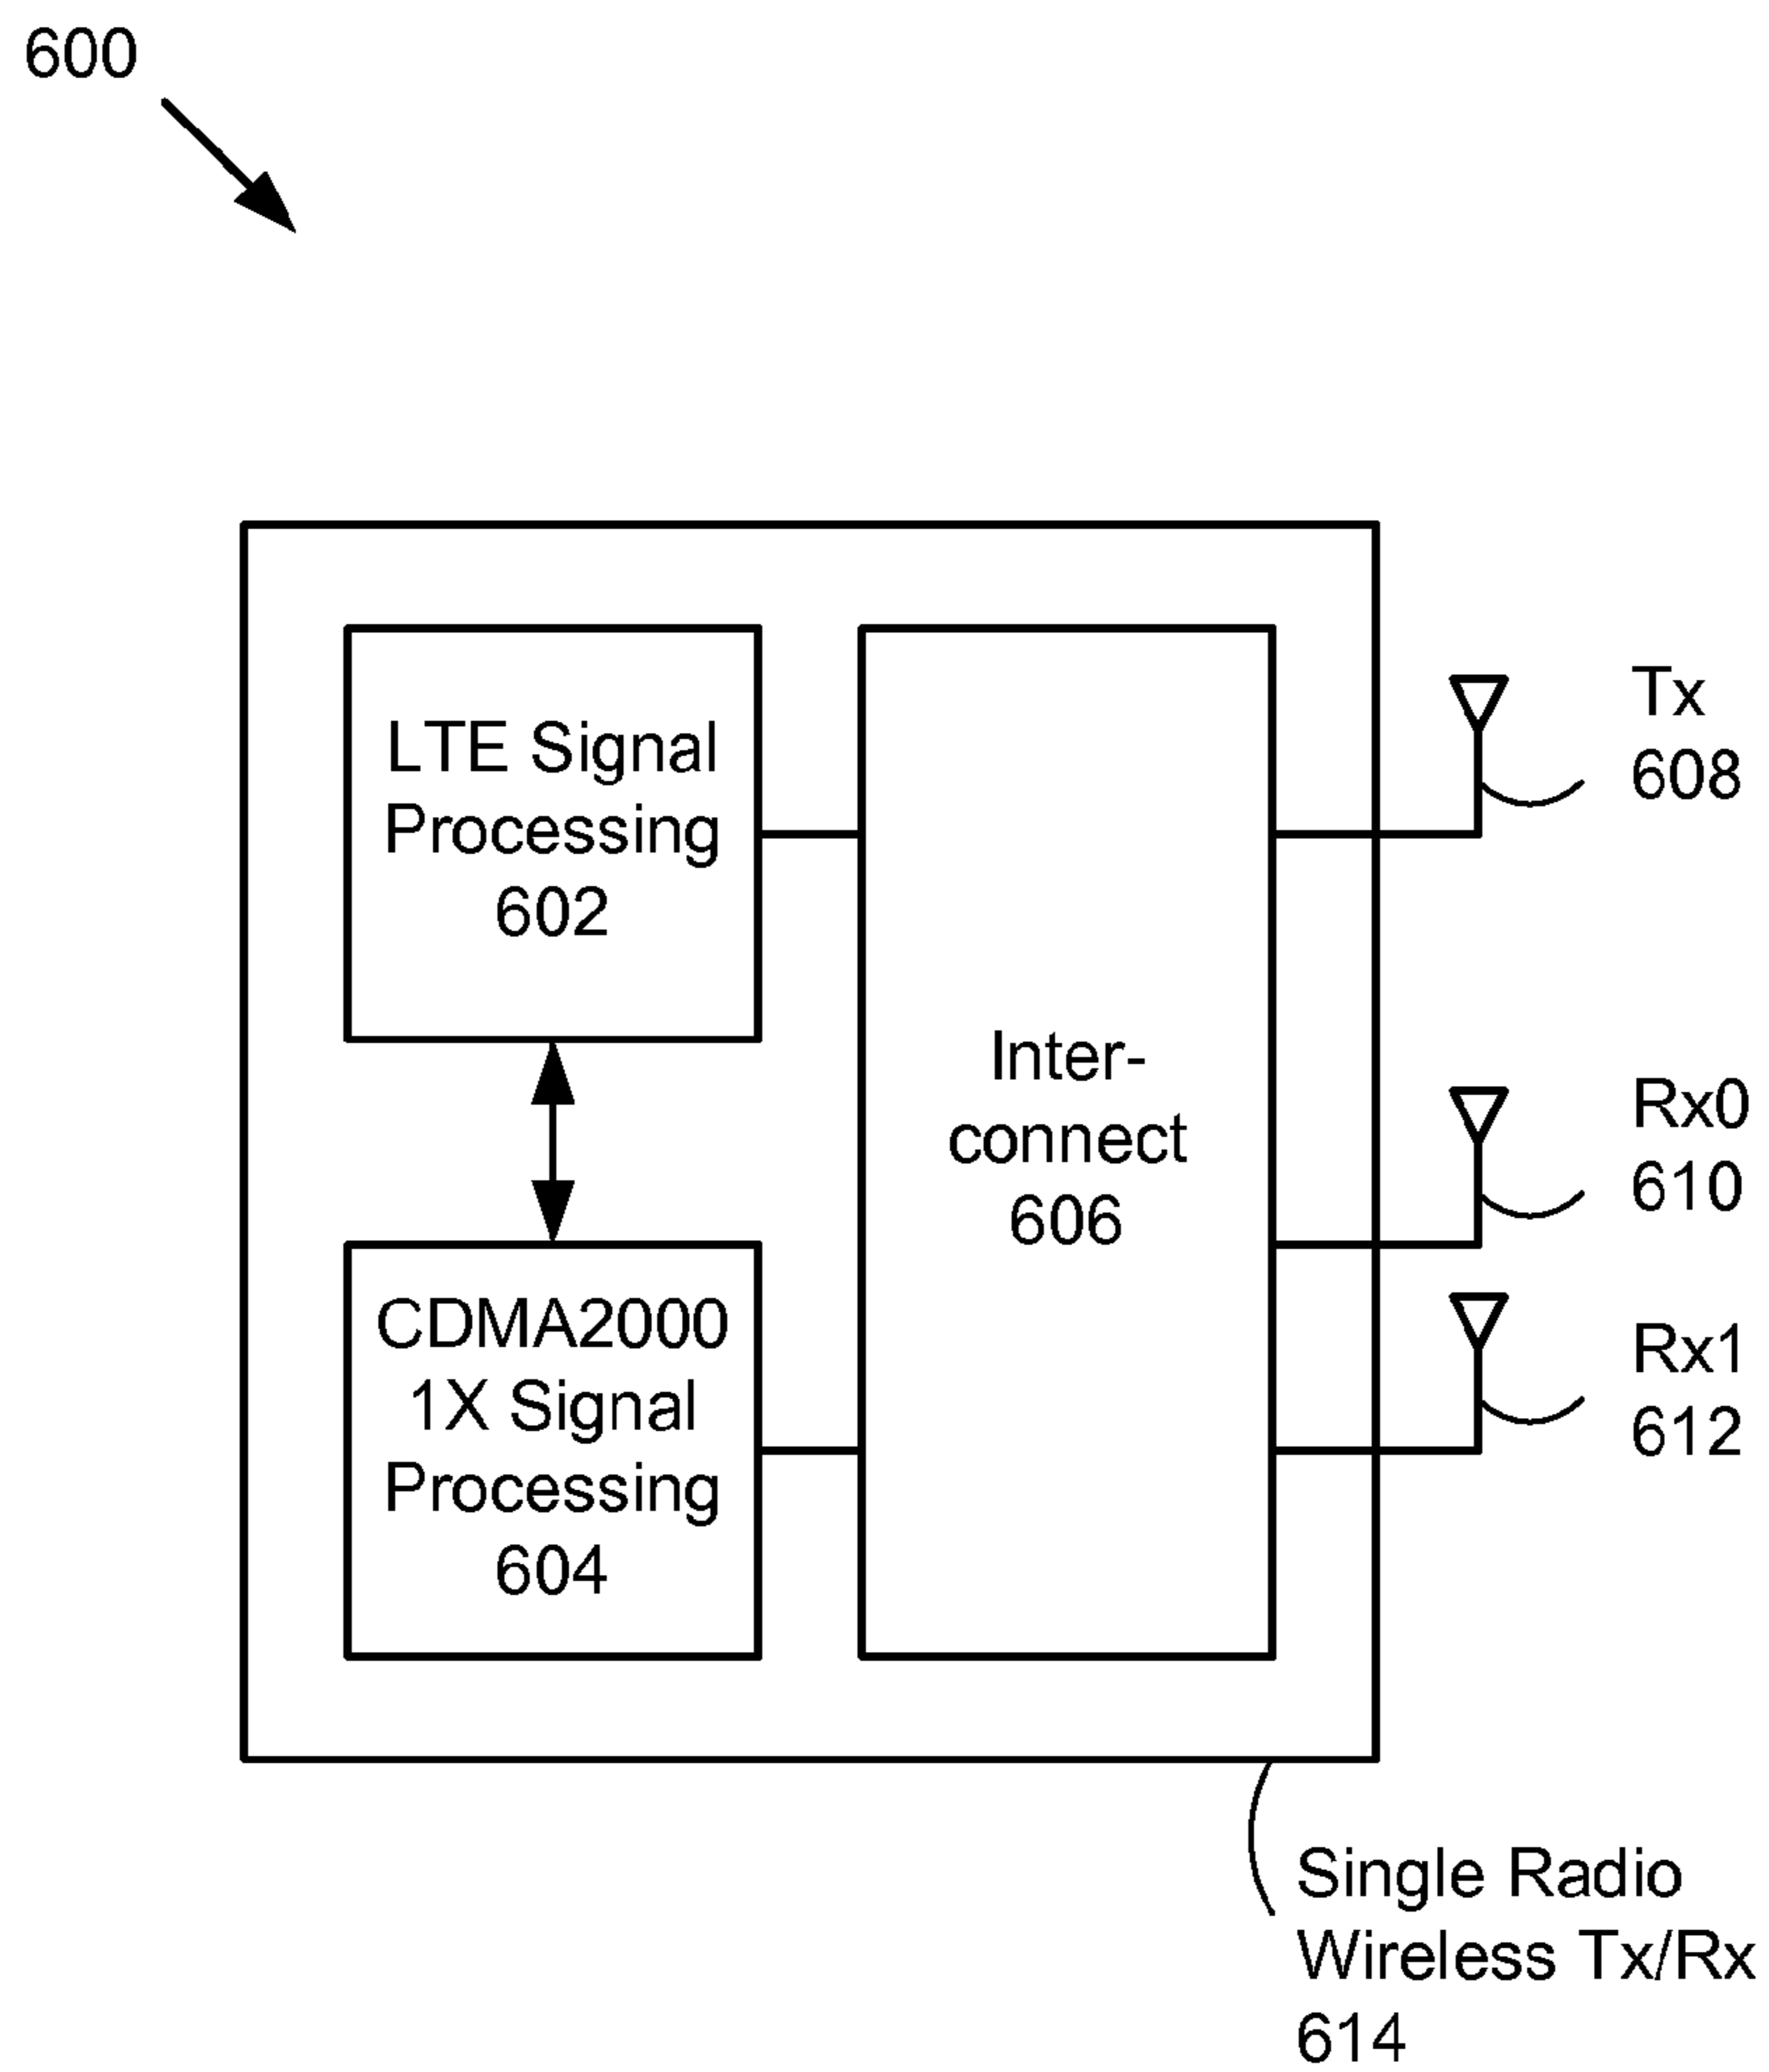 600
LTE Signal
Processing
602
Inter-
connect
606
CDMA2000
1X Signal
Processing
604
Tx
608
Rx0
610
Rx1
612
Single Radio
Wireless Tx/Rx
614